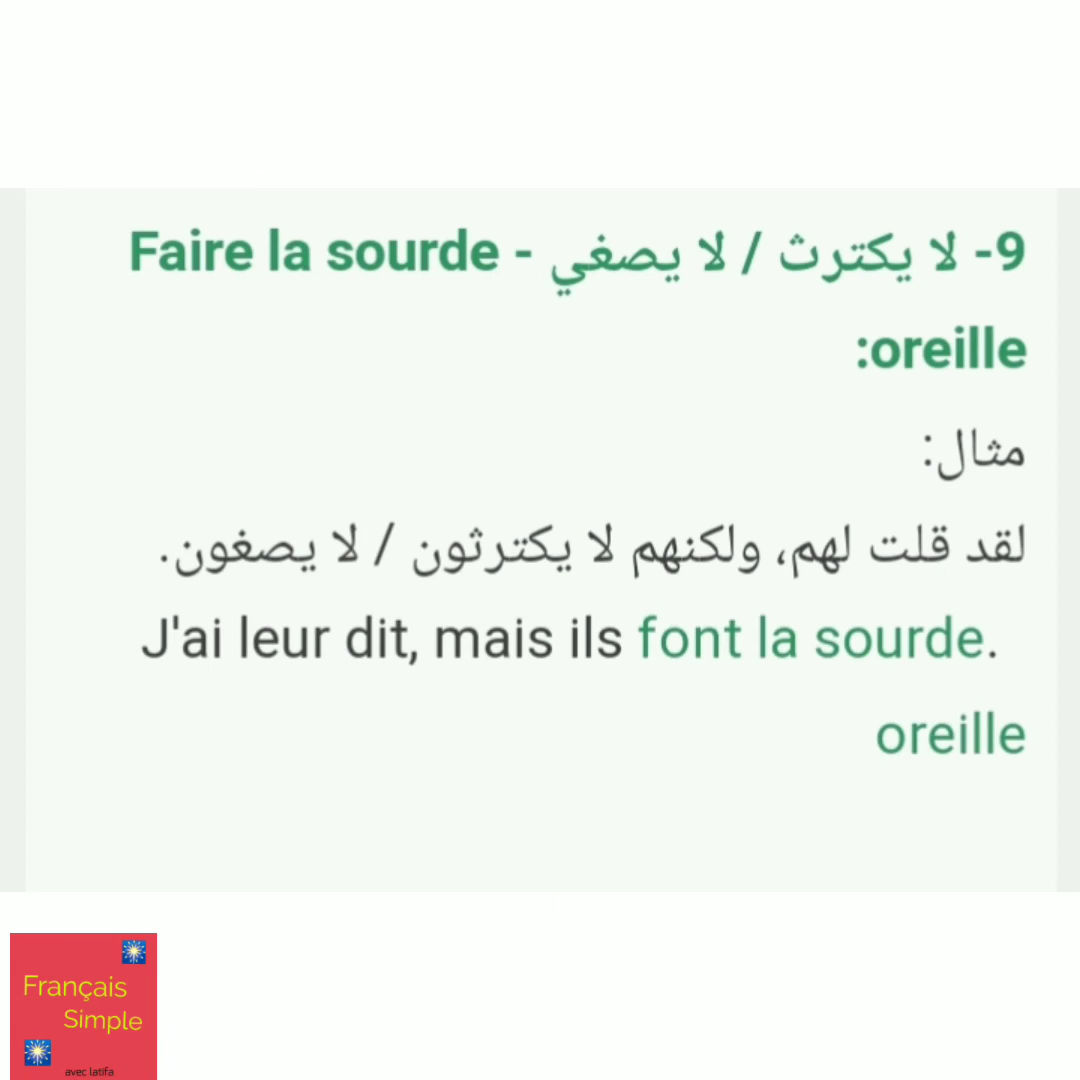 9- لا يكترث / لا يصغي - Faire la sourde
oreille:
مثال:
لقد قلت لهم، ولكنهم لا يكترثون / لا يصغون.
J'ai leur dit, mais ils font la sourde.
oreille
Français
Simple
avec latifa